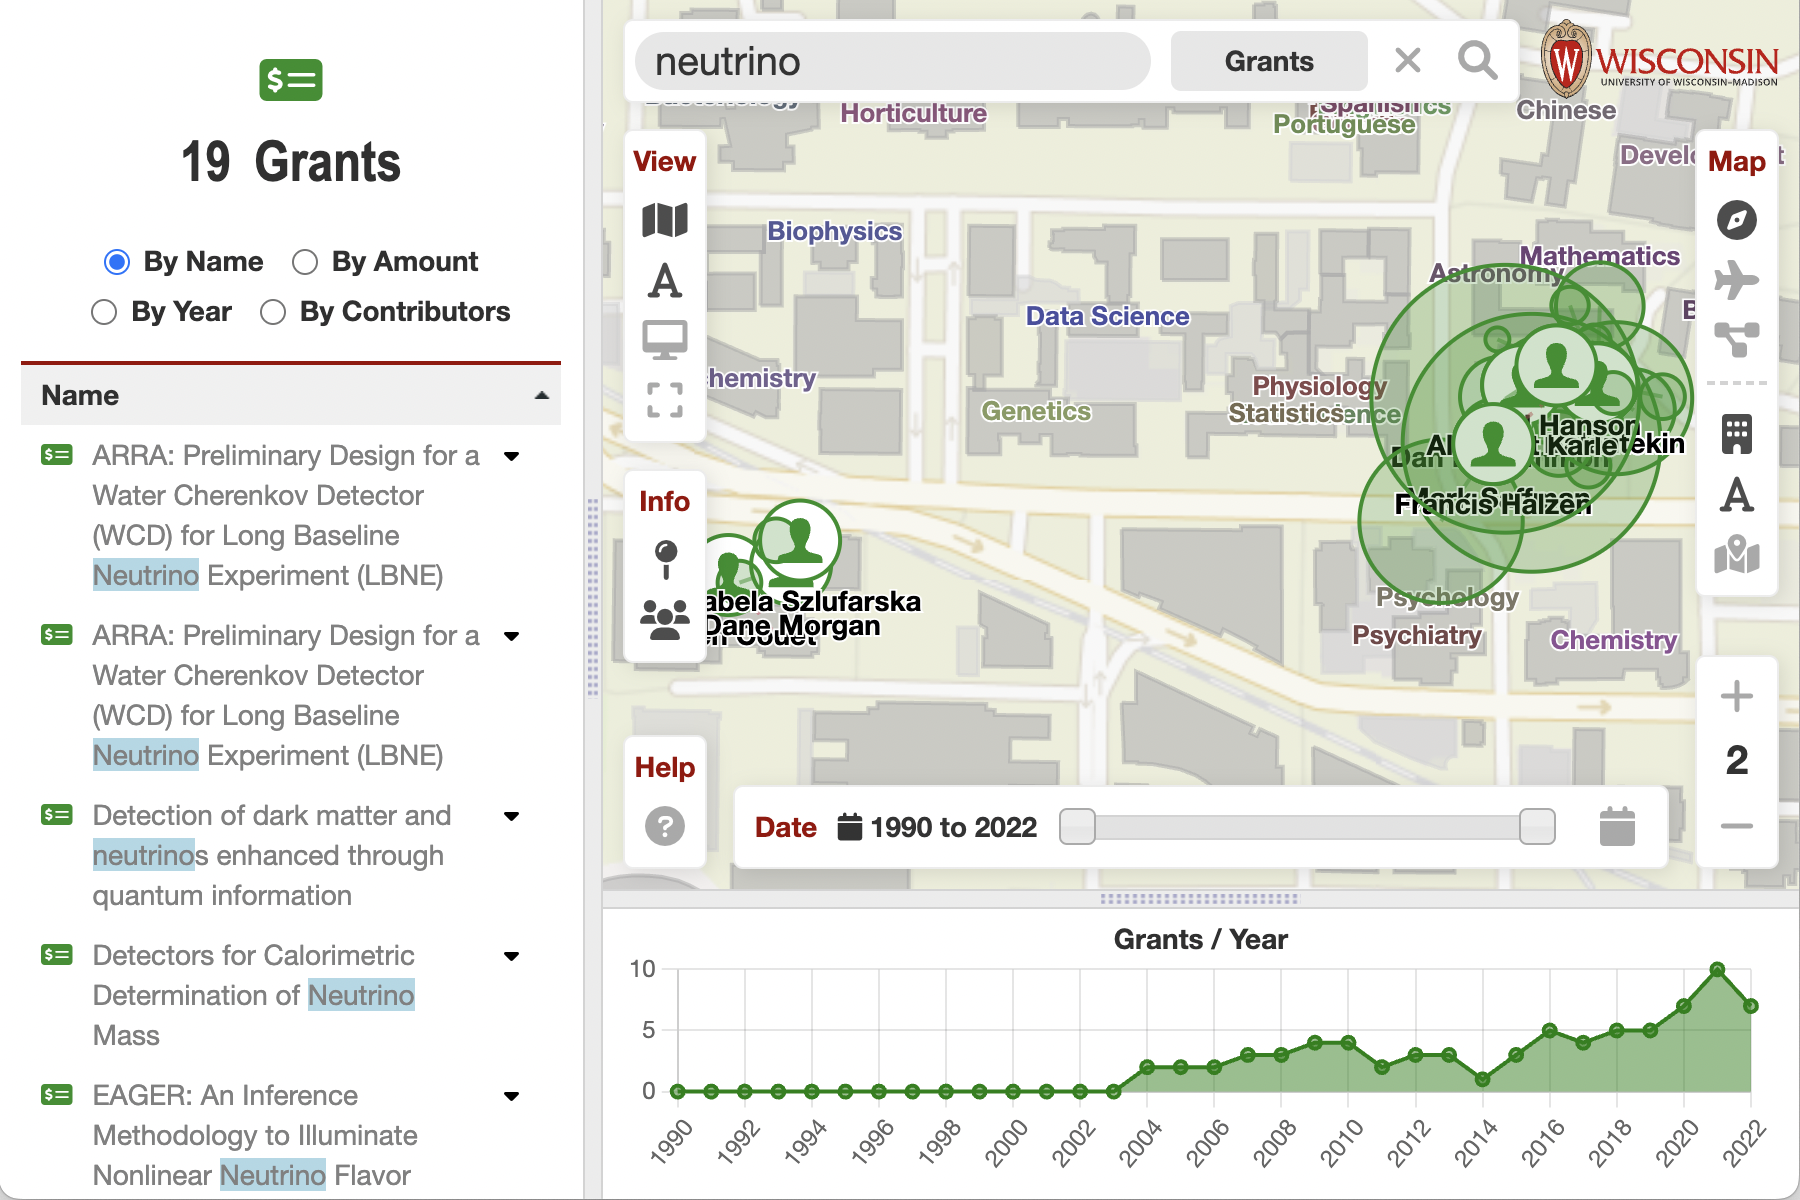 19 Grants
By Name
By Amount
By Year
By Contributors
Name
ARRA: Preliminary Design for a
Water Cherenkov Detector
(WCD) for Long Baseline
Neutrino Experiment (LBNE)
ARRA: Preliminary Design for a
Water Cherenkov Detector
(WCD) for Long Baseline
Neutrino Experiment (LBNE)
Detection of dark matter and
neutrinos enhanced through
quantum information
Detectors for Calorimetric
Determination of Neutrino
Mass
EAGER: An Inference
Methodology to Illuminate
Nonlinear Neutrino Flavor
neutrino
Grants
WISCONSIN
UNIVERSITY OF WISCONSIN–MADISON
Horticulture
Spanish
Portuguese
Chinese
View
Map
Biophysics
Mathematics
Astronomy
Data Science
Physiology
Statistics
Genetics
Hanson
Karle
Francis Halzen
Info
abela Szlufarska
Dane Morgan
Psychology
Psychiatry
Chemistry
2
Help
Date 1990 to 2022
Grants / Year
10
5
0
1990 1992 1994 1996 1998 2000 2002 2004 2006 2008 2010 2012 2014 2016 2018 2020 2022